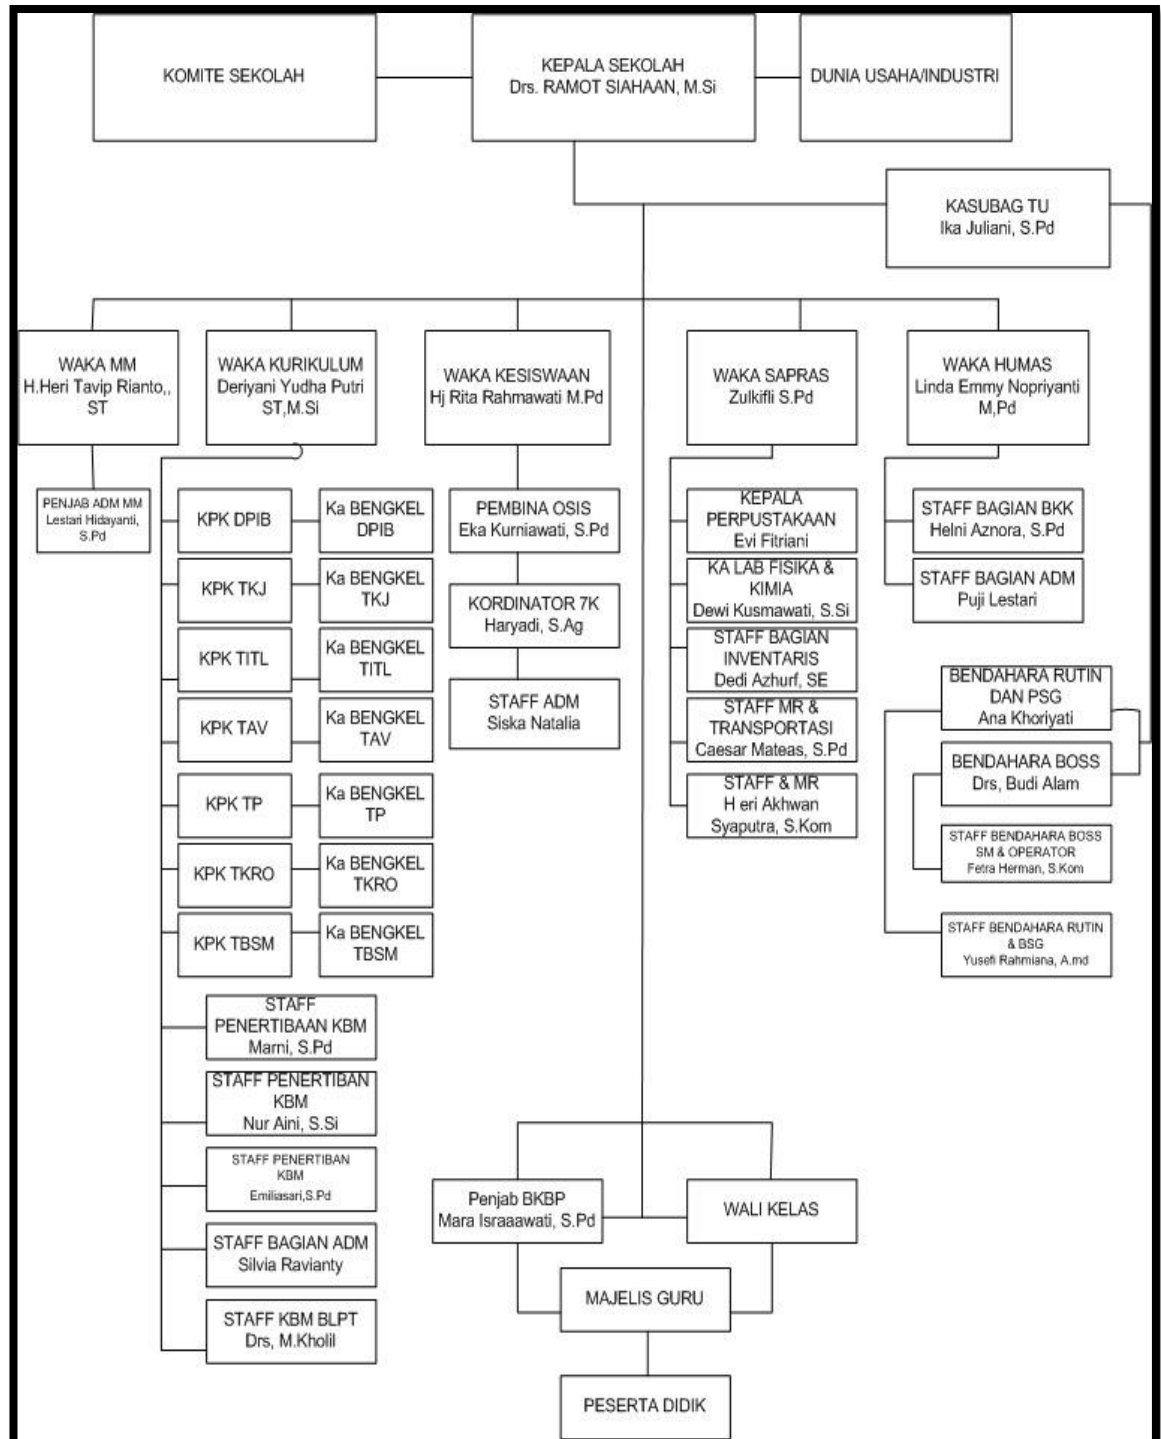 KOMITE SEKOLAH
KEPALA SEKOLAH
Drs. RAMOT SIAHAAN, M.Si
DUNIA USAHA/INDUSTRI
KASUBAG TU
Ika Juliani, S.Pd
WAKA MM
H.Heri Tavip Rianto,,
ST
WAKA KURIKULUM
Deriyani Yudha Putri
ST,M.Si
WAKA KESISWAAN
Hj Rita Rahmawati M.Pd
WAKA SAPRAS
Zulkifli S.Pd
WAKA HUMAS
Linda Emmy Nopriyanti
M,Pd
PENJAB ADM MM
Lestari Hidayanti,
S.Pd
KPK DPIB
Ka BENGKEL
DPIB
KPK TKJ
Ka BENGKEL
TKJ
KPK TITL
Ka BENGKEL
TITL
KPK TAV
Ka BENGKEL
TAV
KPK TP
Ka BENGKEL
TP
KPK TKRO
Ka BENGKEL
TKRO
KPK TBSM
Ka BENGKEL
TBSM
STAFF
PENERTIBAAN KBM
Marni, S.Pd
STAFF PENERTIBAN
KBM
Nur Aini, S.Si
STAFF PENERTIBAN
KBM
Emiliasari,S.Pd
STAFF BAGIAN ADM
Silvia Ravianty
STAFF KBM BLPT
Drs, M.Kholil
PEMBINA OSIS
Eka Kurniawati, S.Pd
KORDINATOR 7K
Haryadi, S.Ag
STAFF ADM
Siska Natalia
KEPALA
PERPUSTAKAAN
Evi Fitriani
KA LAB FISIKA &
KIMIA
Dewi Kusmawati, S.Si
STAFF BAGIAN
INVENTARIS
Dedi Azhurf, SE
STAFF MR &
TRANSPORTASI
Caesar Mateas, S.Pd
STAFF & MR
H eri Akhwan
Syaputra, S.Kom
STAFF BAGIAN BKK
Helni Aznora, S.Pd
STAFF BAGIAN ADM
Puji Lestari
BENDAHARA RUTIN
DAN PSG
Ana Khoriyati
BENDAHARA BOSS
Drs, Budi Alam
STAFF BENDAHARA BOSS
SM & OPERATOR
Fetra Herman, S.Kom
STAFF BENDAHARA RUTIN
& BSG
Yusefi Rahmiana, A.md
Penjab BKBP
Mara Israaawati, S.Pd
WALI KELAS
MAJELIS GURU
PESERTA DIDIK